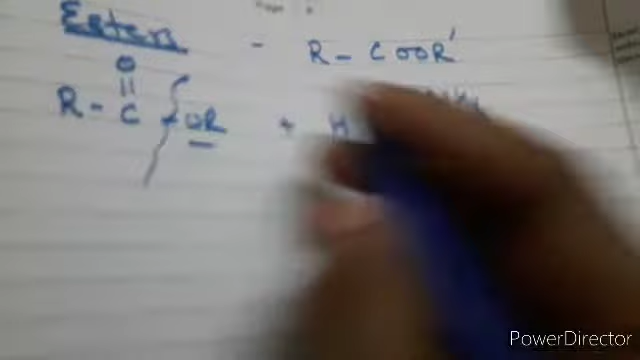 Esters - R - COOR'
O
||
R - C - OR + H
PowerDirector